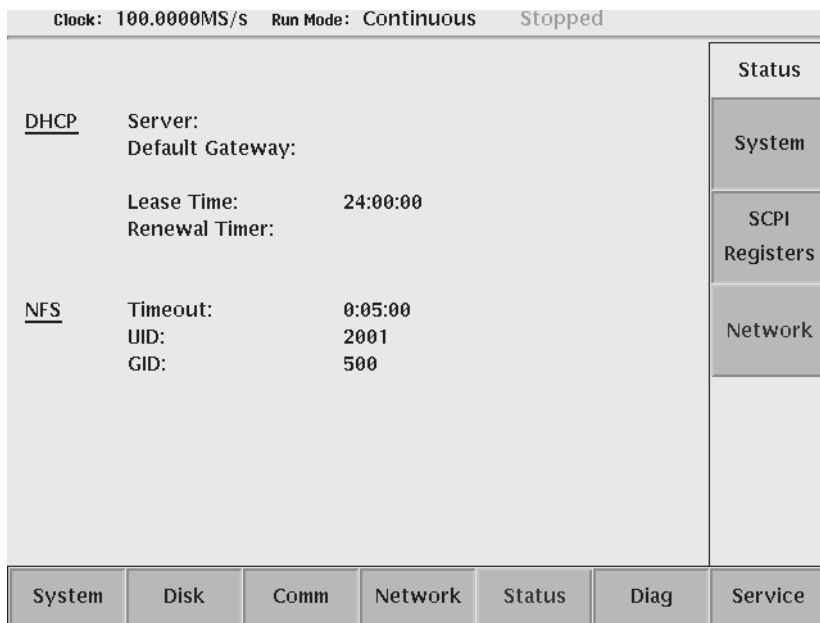 Clock: 100.0000MS/s Run Mode: Continuous Stopped
Status
DHCP Server:
Default Gateway:
System
Lease Time: 24:00:00
Renewal Timer:
SCPI
Registers
NFS Timeout: 0:05:00
UID: 2001
GID: 500
Network
System Disk Comm Network Status Diag Service